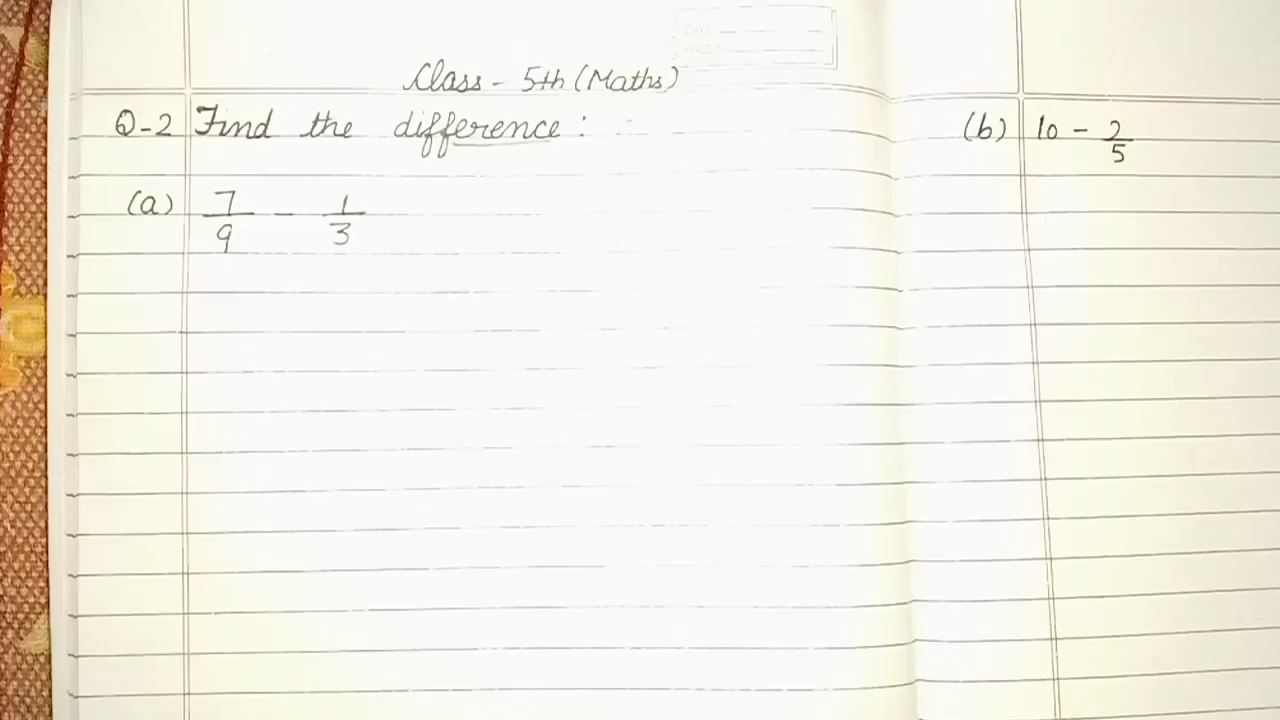 Class - 5th (Maths)
Q-2 Find the difference :
(a) 7/9 - 1/3
(b) 10 - 2/5